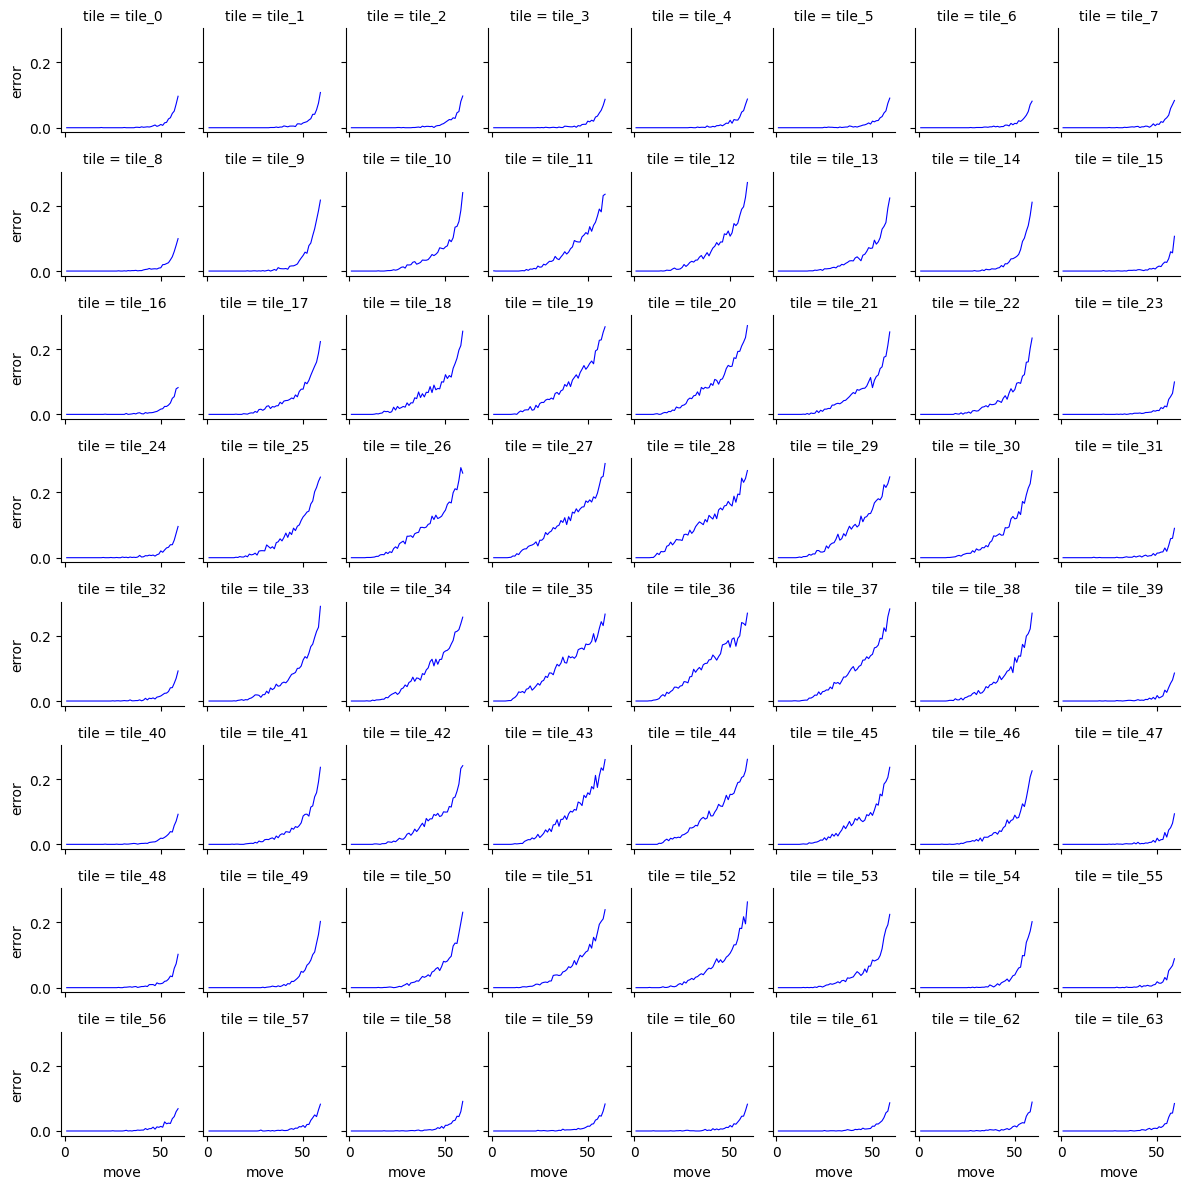 tile = tile_0 tile = tile_1 tile = tile_2 tile = tile_3 tile = tile_4 tile = tile_5 tile = tile_6 tile = tile_7
0.2
error
0.0
tile = tile_8 tile = tile_9 tile = tile_10 tile = tile_11 tile = tile_12 tile = tile_13 tile = tile_14 tile = tile_15
0.2
error
0.0
tile = tile_16 tile = tile_17 tile = tile_18 tile = tile_19 tile = tile_20 tile = tile_21 tile = tile_22 tile = tile_23
0.2
error
0.0
tile = tile_24 tile = tile_25 tile = tile_26 tile = tile_27 tile = tile_28 tile = tile_29 tile = tile_30 tile = tile_31
0.2
error
0.0
tile = tile_32 tile = tile_33 tile = tile_34 tile = tile_35 tile = tile_36 tile = tile_37 tile = tile_38 tile = tile_39
0.2
error
0.0
tile = tile_40 tile = tile_41 tile = tile_42 tile = tile_43 tile = tile_44 tile = tile_45 tile = tile_46 tile = tile_47
0.2
error
0.0
tile = tile_48 tile = tile_49 tile = tile_50 tile = tile_51 tile = tile_52 tile = tile_53 tile = tile_54 tile = tile_55
0.2
error
0.0
tile = tile_56 tile = tile_57 tile = tile_58 tile = tile_59 tile = tile_60 tile = tile_61 tile = tile_62 tile = tile_63
0.2
error
0.0
0 50 0 50 0 50 0 50 0 50 0 50 0 50 0 50
move move move move move move move move